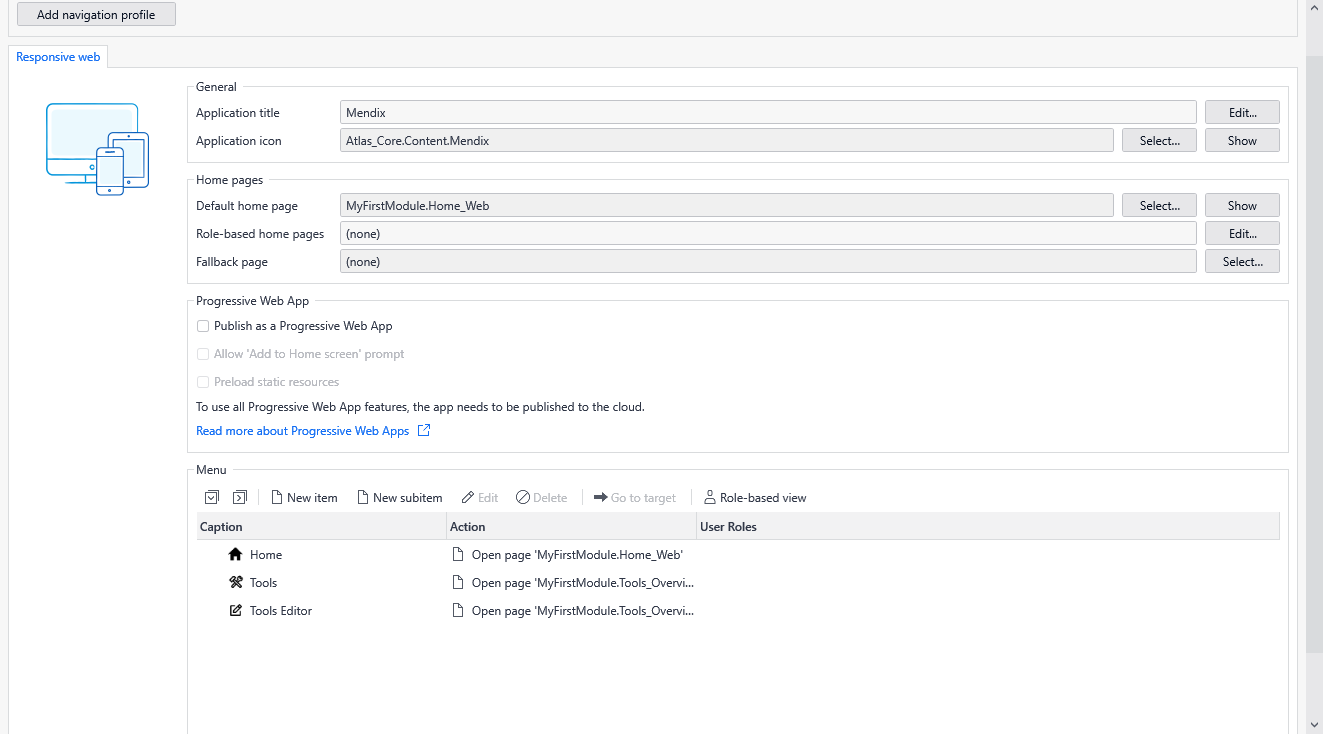 Add navigation profile
Responsive web
General
Application title Mendix Edit...
Application icon Atlas_Core.Content.Mendix Select... Show
Home pages
Default home page MyFirstModule.Home_Web Select... Show
Role-based home pages (none) Edit...
Fallback page (none) Select...
Progressive Web App
Publish as a Progressive Web App
Allow 'Add to Home screen' prompt
Preload static resources
To use all Progressive Web App features, the app needs to be published to the cloud.
Read more about Progressive Web Apps
Menu
New item New subitem Edit Delete Go to target Role-based view
Caption Action User Roles
Home Open page 'MyFirstModule.Home_Web'
Tools Open page 'MyFirstModule.Tools_Overvi...
Tools Editor Open page 'MyFirstModule.Tools_Overvi...